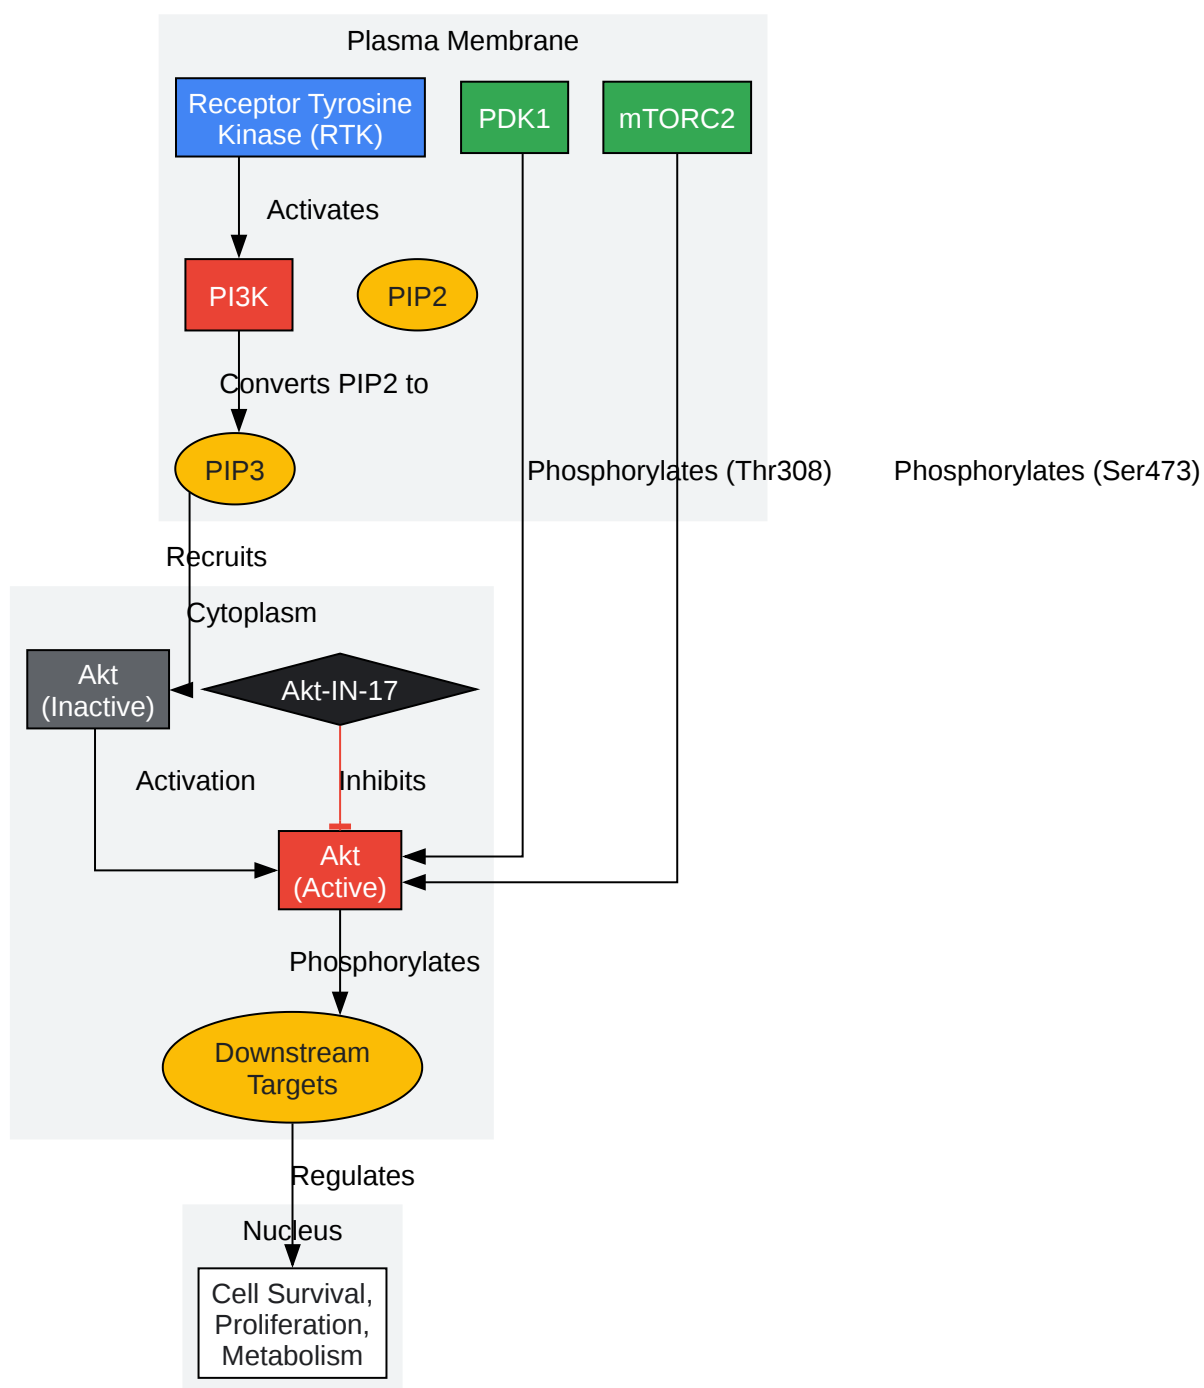 Plasma Membrane
Receptor Tyrosine
Kinase (RTK)
PDK1
mTORC2
Activates
PI3K
PIP2
Converts PIP2 to
PIP3
Phosphorylates (Thr308)
Phosphorylates (Ser473)
Recruits
Cytoplasm
Akt
(Inactive)
Akt-IN-17
Activation
Inhibits
Akt
(Active)
Phosphorylates
Downstream
Targets
Regulates
Nucleus
Cell Survival,
Proliferation,
Metabolism